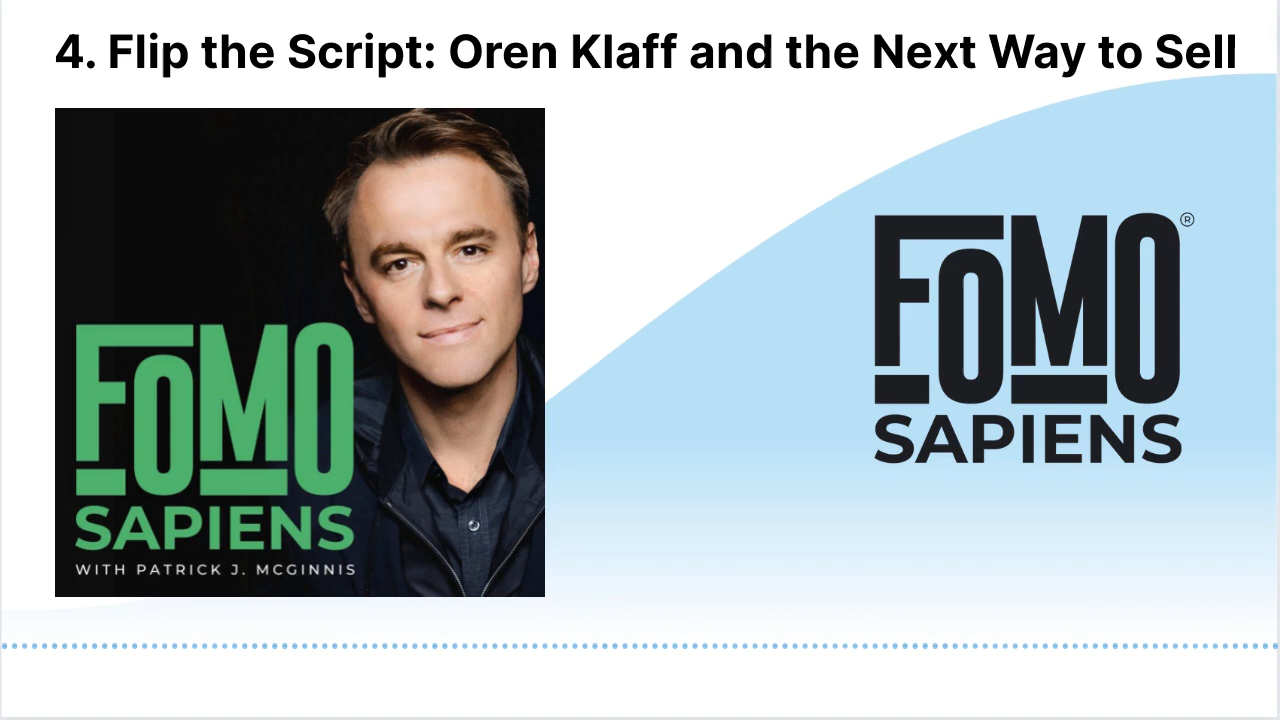 4. Flip the Script: Oren Klaff and the Next Way to Sell
FOMO
SAPIENS
WITH PATRICK J. MCGINNIS
FOMO®
SAPIENS